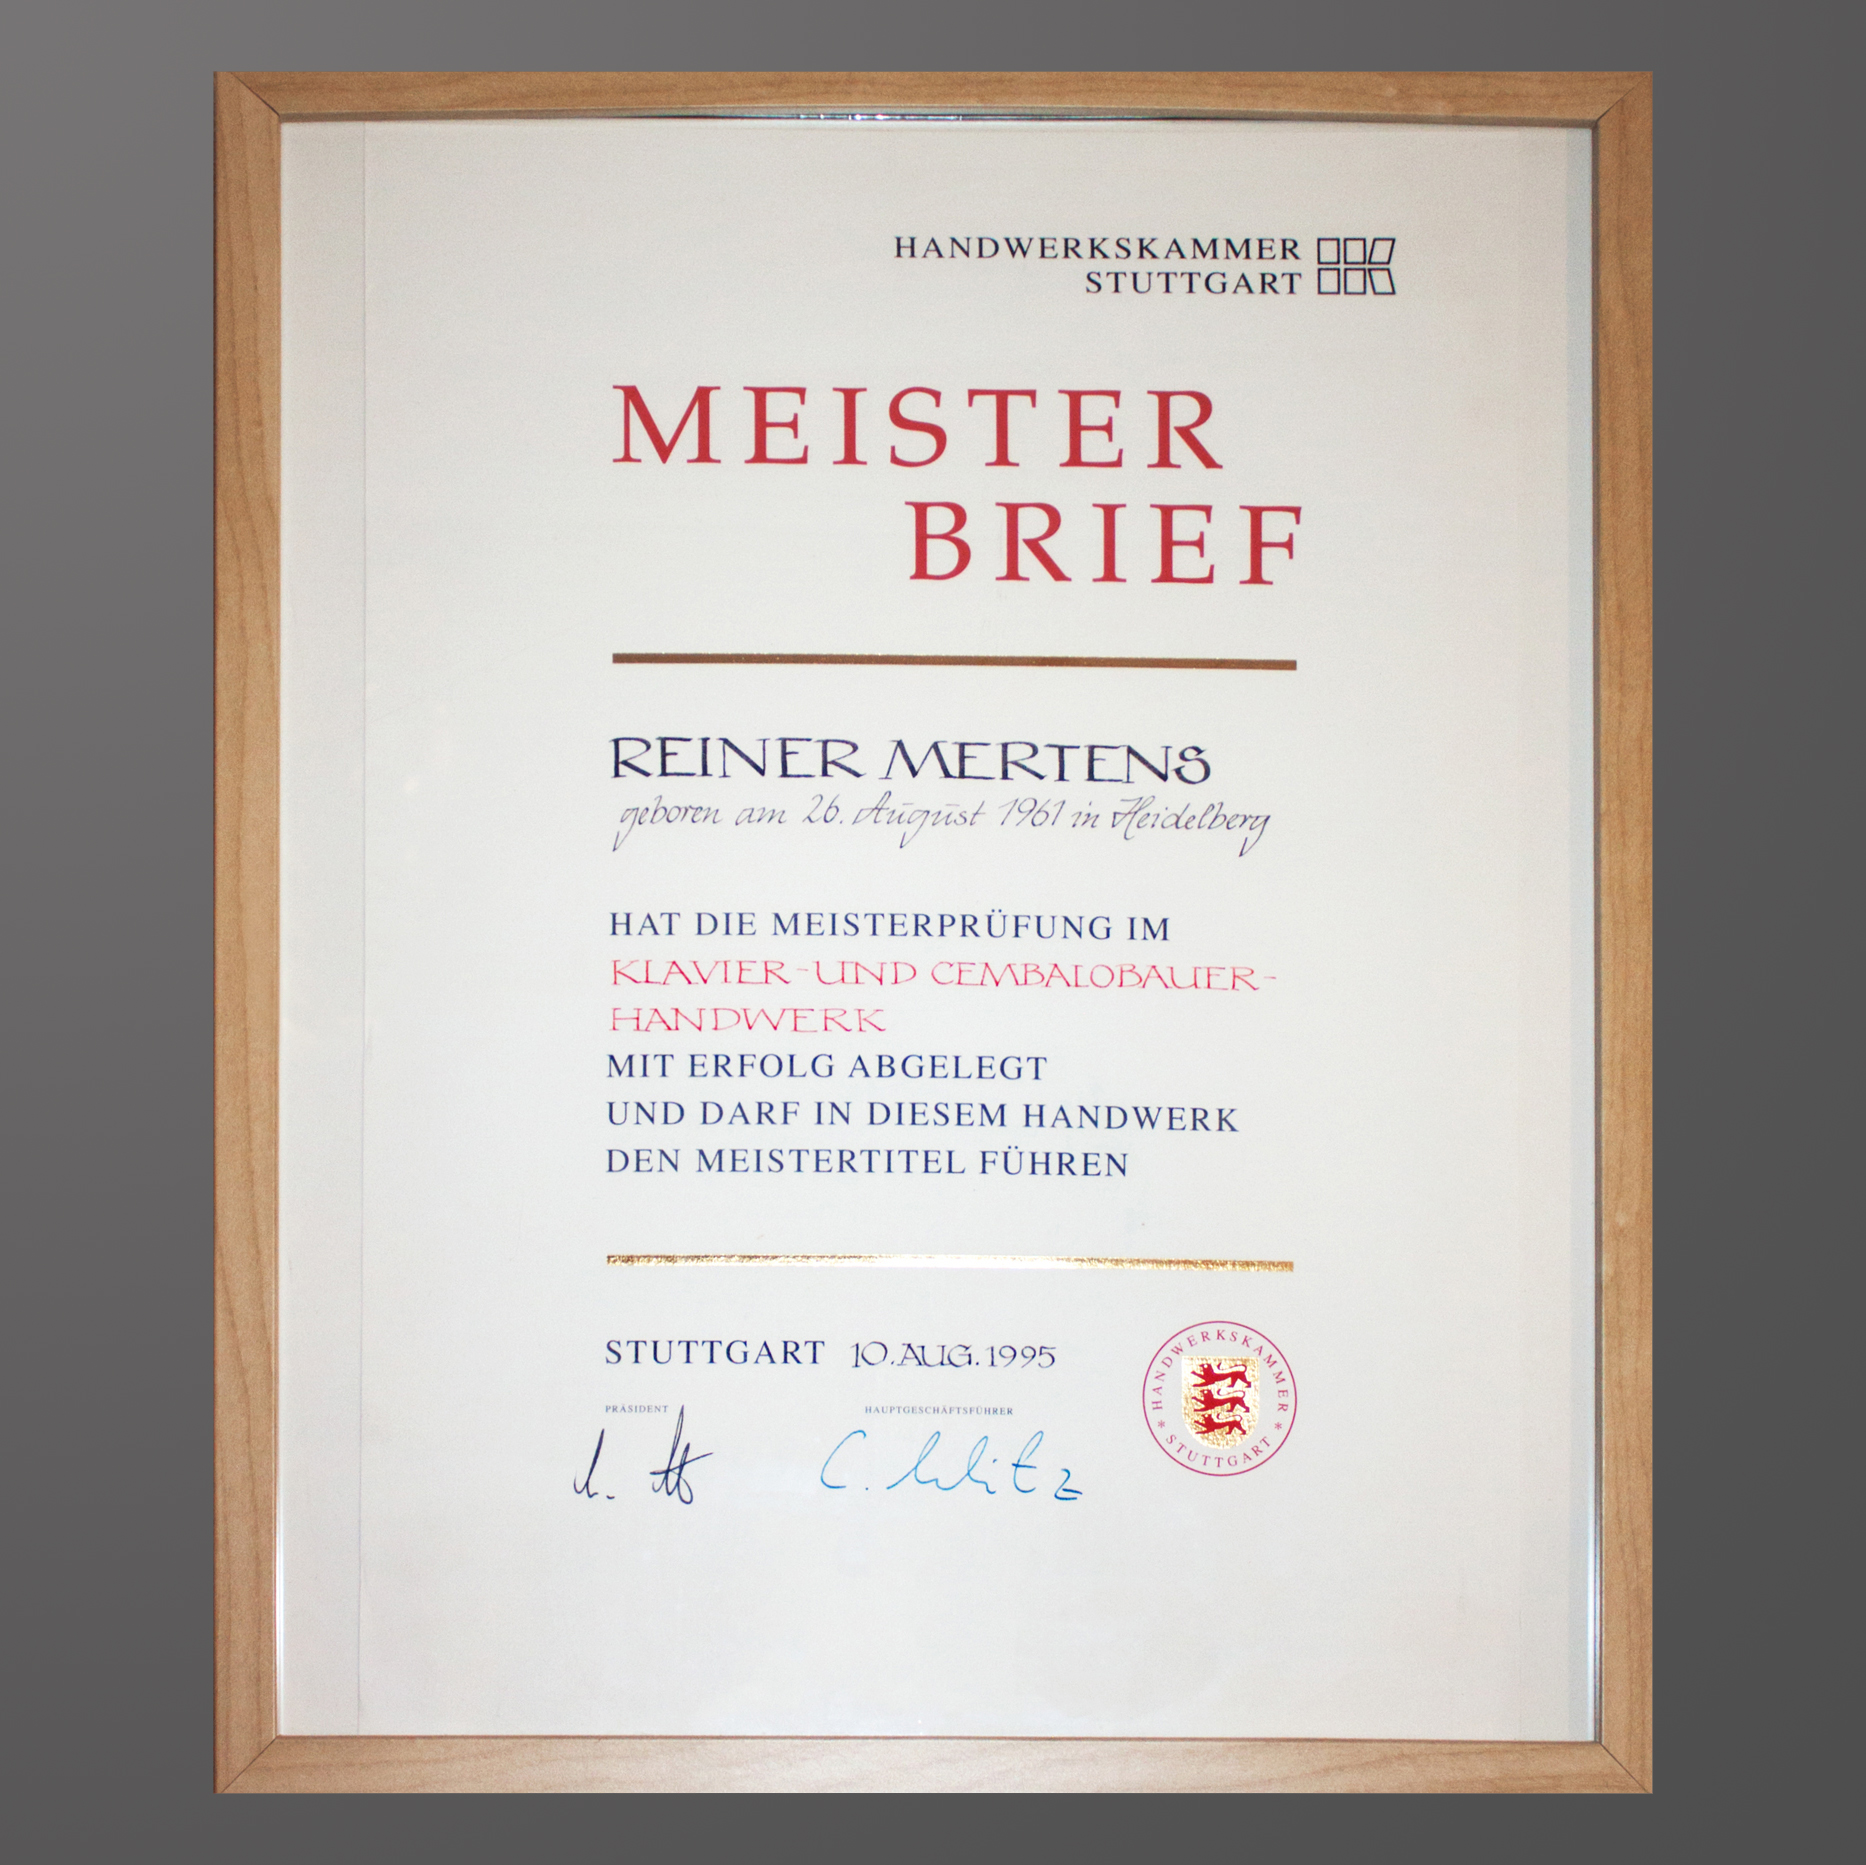 HANDWERKSKAMMER
STUTTGART
MEISTER
BRIEF
REINER MERTENS
geboren am 26. August 1961 in Heidelberg
HAT DIE MEISTERPRÜFUNG IM
KLAVIER-UND CEMBALOBAUER-
HANDWERK
MIT ERFOLG ABGELEGT
UND DARF IN DIESEM HANDWERK
DEN MEISTERTITEL FÜHREN
STUTTGART 10.AUG.1995
PRÄSIDENT HAUPTGESCHÄFTSFÜHRER
HANDWERKSKAMMER
* STUTTGART *